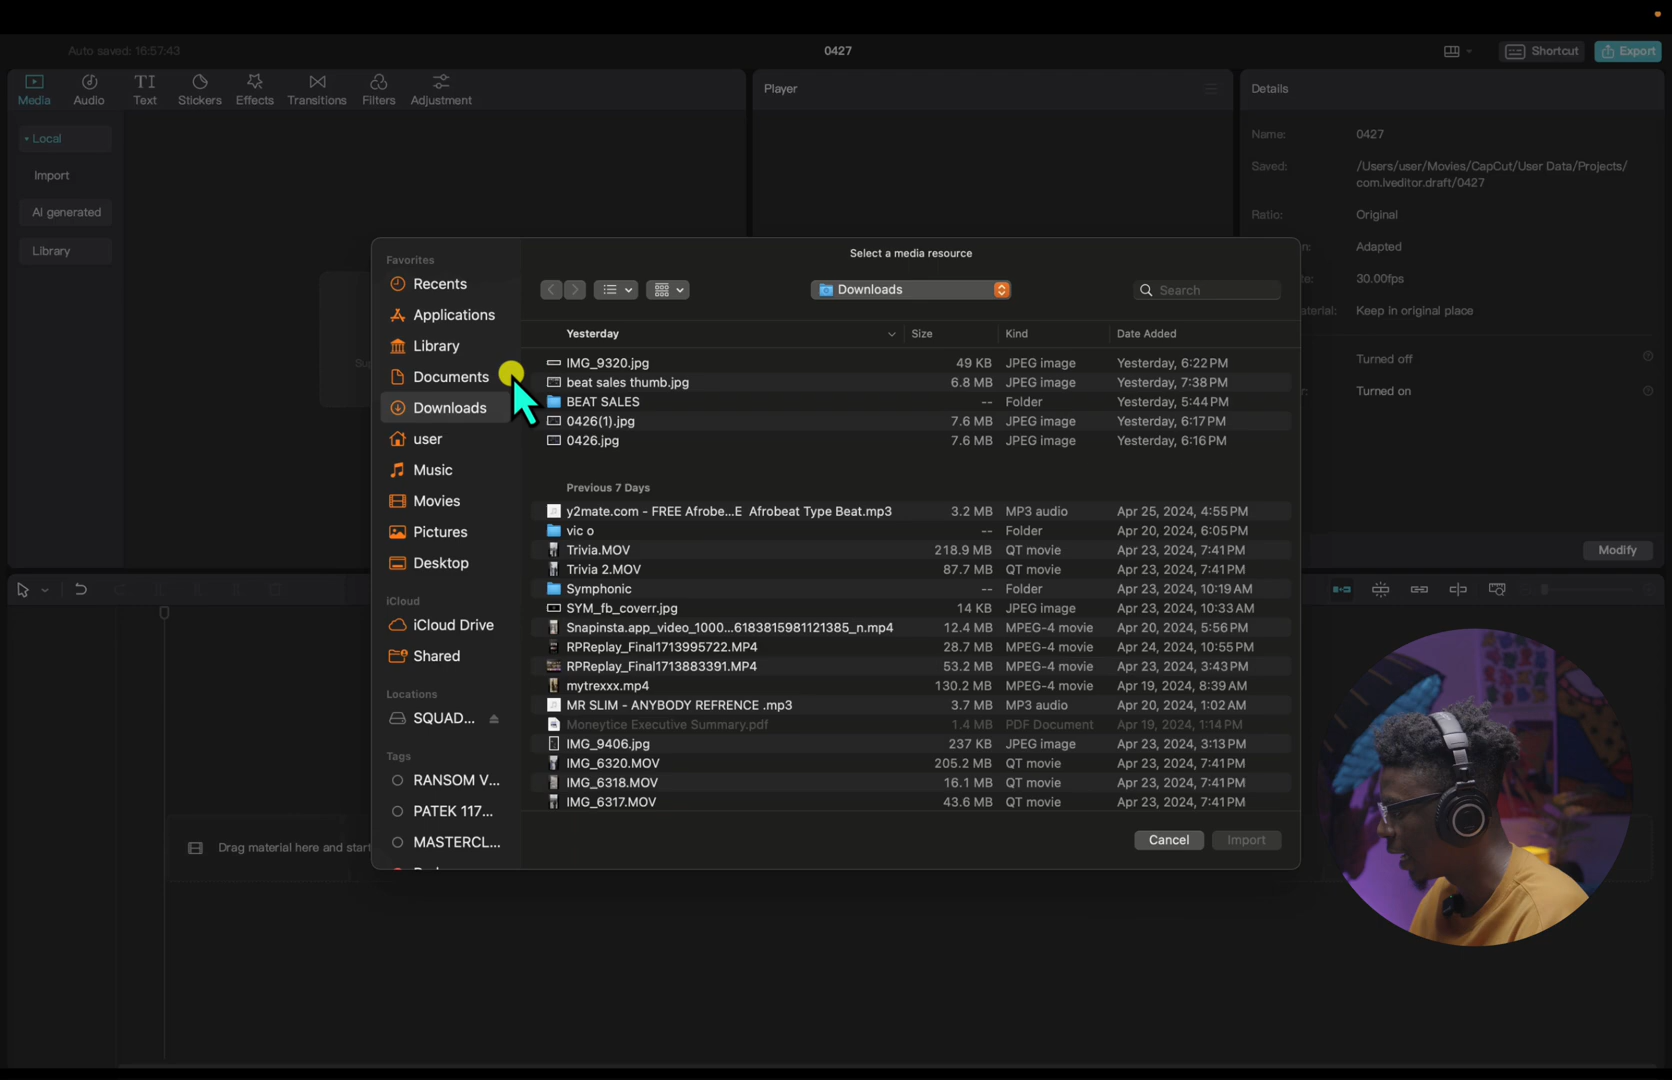 Auto saved: 16:57:43
0427
Shortcut
Export
Media
Audio
TI
Text
Stickers
Effects
Transitions
Filters
Adjustment
Player
Details
Local
Import
AI generated
Library
Name: 0427
Saved: /Users/user/Movies/CapCut/User Data/Projects/
com.lveditor.draft/0427
Ratio: Original
Adapted
30.00fps
Keep in original place
Turned off
Turned on
Modify
Select a media resource
Favorites
Recents
Applications
Library
Documents
Downloads
user
Music
Movies
Pictures
Desktop
iCloud
iCloud Drive
Shared
Locations
SQUAD...
Tags
RANSOM V...
PATEK 117...
MASTERCL...
Downloads
Search
Yesterday Size Kind Date Added
IMG_9320.jpg 49 KB JPEG image Yesterday, 6:22 PM
beat sales thumb.jpg 6.8 MB JPEG image Yesterday, 7:38 PM
BEAT SALES -- Folder Yesterday, 5:44 PM
0426(1).jpg 7.6 MB JPEG image Yesterday, 6:17 PM
0426.jpg 7.6 MB JPEG image Yesterday, 6:16 PM
Previous 7 Days
y2mate.com - FREE Afrobe...E Afrobeat Type Beat.mp3 3.2 MB MP3 audio Apr 25, 2024, 4:55 PM
vic o -- Folder Apr 20, 2024, 6:05 PM
Trivia.MOV 218.9 MB QT movie Apr 23, 2024, 7:41 PM
Trivia 2.MOV 87.7 MB QT movie Apr 23, 2024, 7:41 PM
Symphonic -- Folder Apr 23, 2024, 10:19 AM
SYM_fb_coverr.jpg 14 KB JPEG image Apr 23, 2024, 10:33 AM
Snapinsta.app_video_1000...6183815981121385_n.mp4 12.4 MB MPEG-4 movie Apr 20, 2024, 5:56 PM
RPReplay_Final1713995722.MP4 28.7 MB MPEG-4 movie Apr 24, 2024, 10:55 PM
RPReplay_Final1713883391.MP4 53.2 MB MPEG-4 movie Apr 23, 2024, 3:43 PM
mytrexxx.mp4 130.2 MB MPEG-4 movie Apr 19, 2024, 8:39 AM
MR SLIM - ANYBODY REFRENCE .mp3 3.7 MB MP3 audio Apr 20, 2024, 1:02 AM
Moneytice Executive Summary.pdf 1.4 MB PDF Document Apr 19, 2024, 1:14 PM
IMG_9406.jpg 237 KB JPEG image Apr 23, 2024, 3:13 PM
IMG_6320.MOV 205.2 MB QT movie Apr 23, 2024, 7:41 PM
IMG_6318.MOV 16.1 MB QT movie Apr 23, 2024, 7:41 PM
IMG_6317.MOV 43.6 MB QT movie Apr 23, 2024, 7:41 PM
Cancel
Import
Drag material here and start